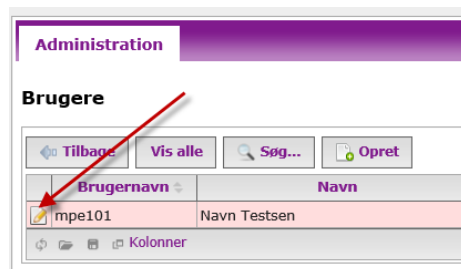 Administration
Brugere
Tilbage Vis alle Søg... Opret
Brugernavn Navn
mpe101 Navn Testsen
Kolonner